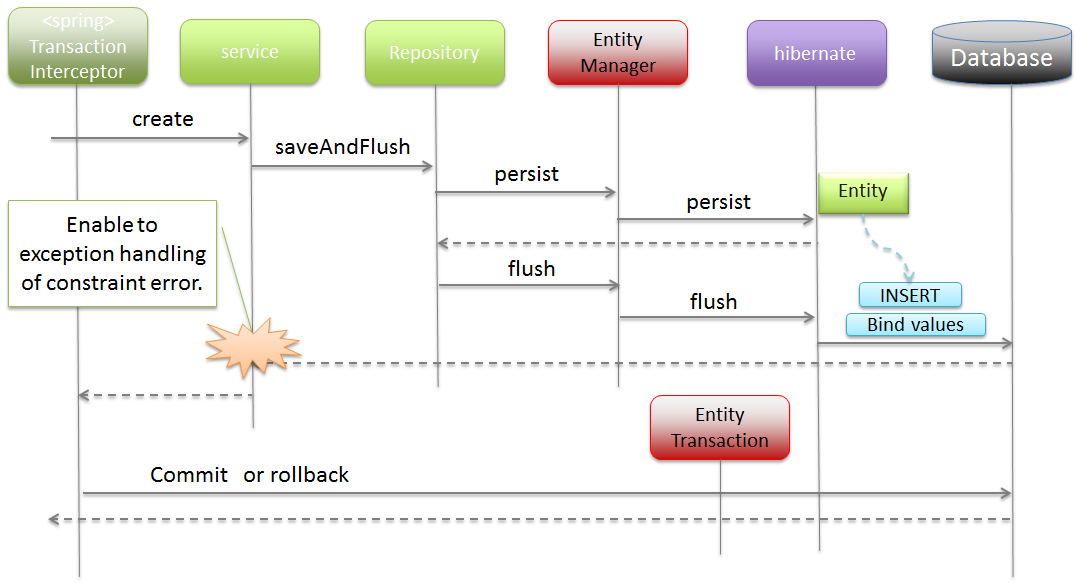 <spring>
Transaction
Interceptor
service
Repository
Entity
Manager
hibernate
Database
create
saveAndFlush
persist
persist
Entity
Enable to
exception handling
of constraint error.
flush
flush
INSERT
Bind values
Entity
Transaction
Commit or rollback